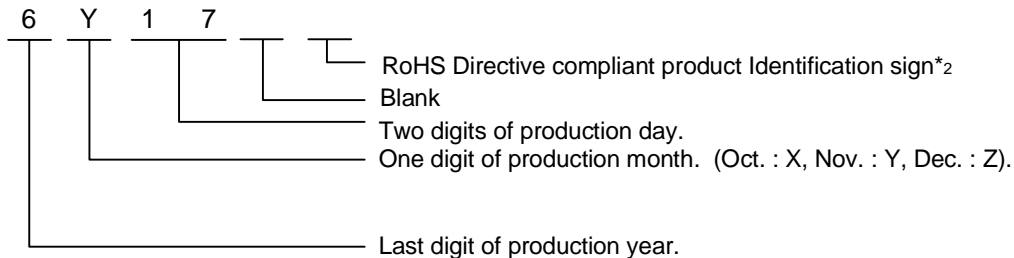 6 Y 1 7
RoHS Directive compliant product Identification sign*2
Blank
Two digits of production day.
One digit of production month. (Oct. : X, Nov. : Y, Dec. : Z).
Last digit of production year.